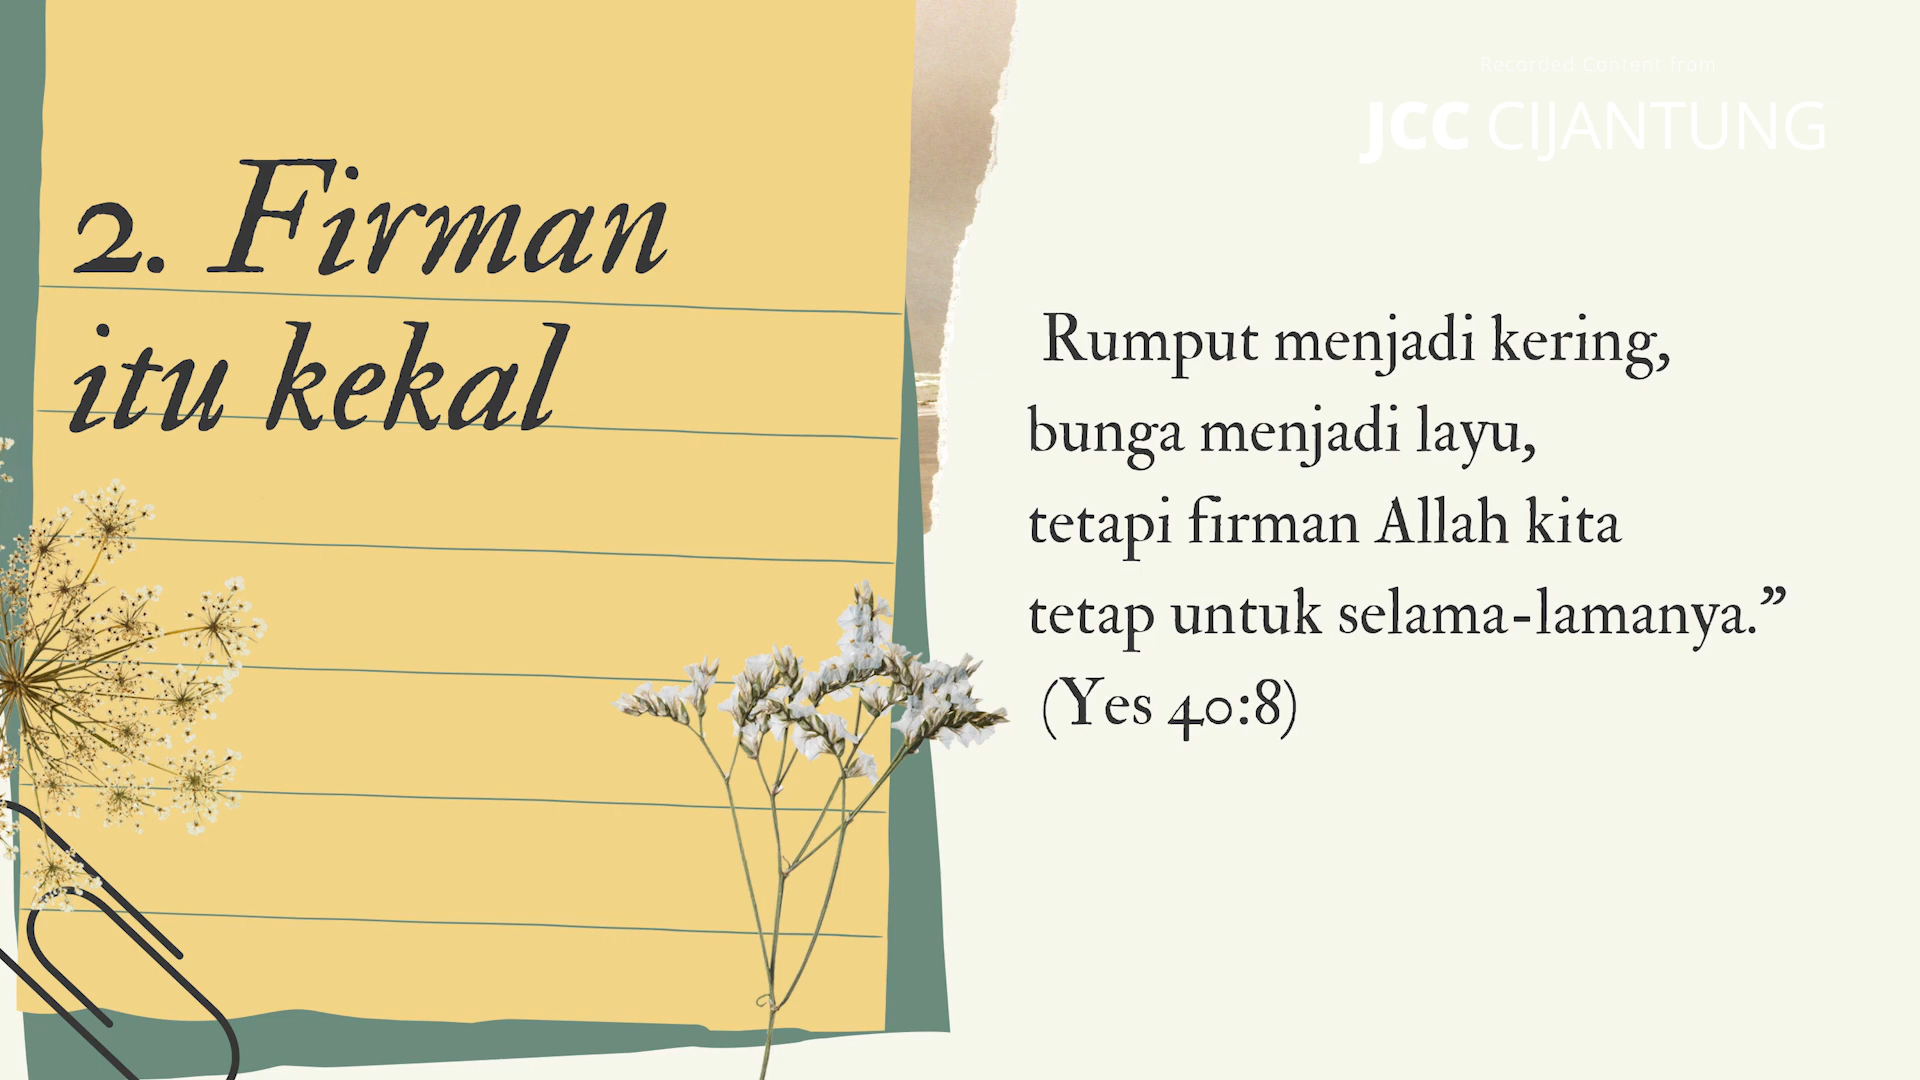 2. Firman
itu kekal
Recorded Content from
JCC CIJANTUNG
Rumput menjadi kering,
bunga menjadi layu,
tetapi firman Allah kita
tetap untuk selama-lamanya.”
(Yes 40:8)